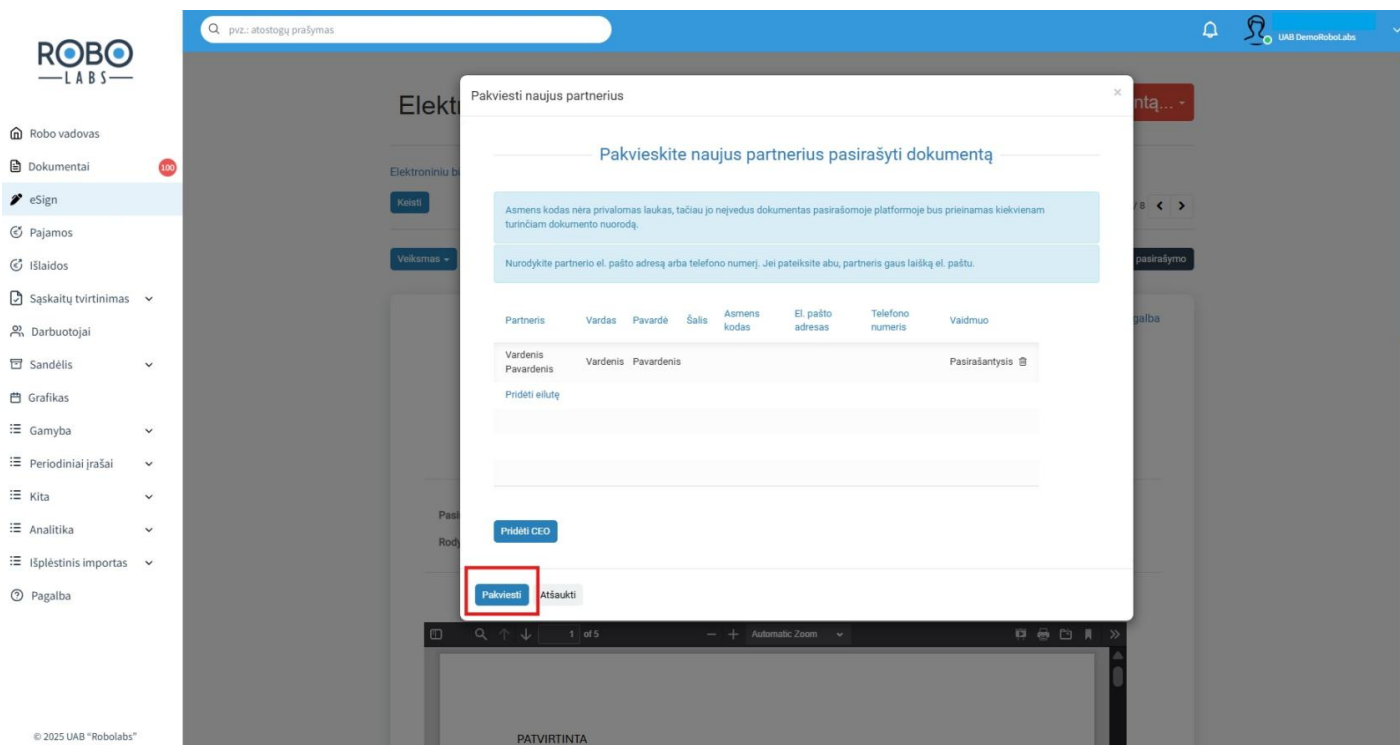 ROBO
LABS
Robo vadovas
Dokumentai 100
eSign
Pajamos
Išlaidos
Sąskaitų tvirtinimas
Darbuotojai
Sandėlis
Grafikas
Gamyba
Periodiniai įrašai
Kita
Analitika
Išplėstinis importas
Pagalba
© 2025 UAB "Robolabs"
pvz.: atostogų prašymas
UAB DemoRoboLabs
Elekt
ntą...
Elektroniniu bi
Keisti
/ 8
Veiksmas
pasirašymo
galba
Pasi
Rody
Pakviesti naujus partnerius ×
Pakvieskite naujus partnerius pasirašyti dokumentą
Asmens kodas nėra privalomas laukas, tačiau jo neįvedus dokumentas pasirašomoje platformoje bus prieinamas kiekvienam
turinčiam dokumento nuorodą.
Nurodykite partnerio el. pašto adresą arba telefono numerį. Jei pateiksite abu, partneris gaus laišką el. paštu.
Partneris Vardas Pavardė Šalis Asmens kodas El. pašto adresas Telefono numeris Vaidmuo
Vardenis Pavardenis Vardenis Pavardenis Pasirašantysis
Pridėti eilutę
Pridėti CEO
Pakviesti Atšaukti
1 of 5 Automatic Zoom
PATVIRTINTA